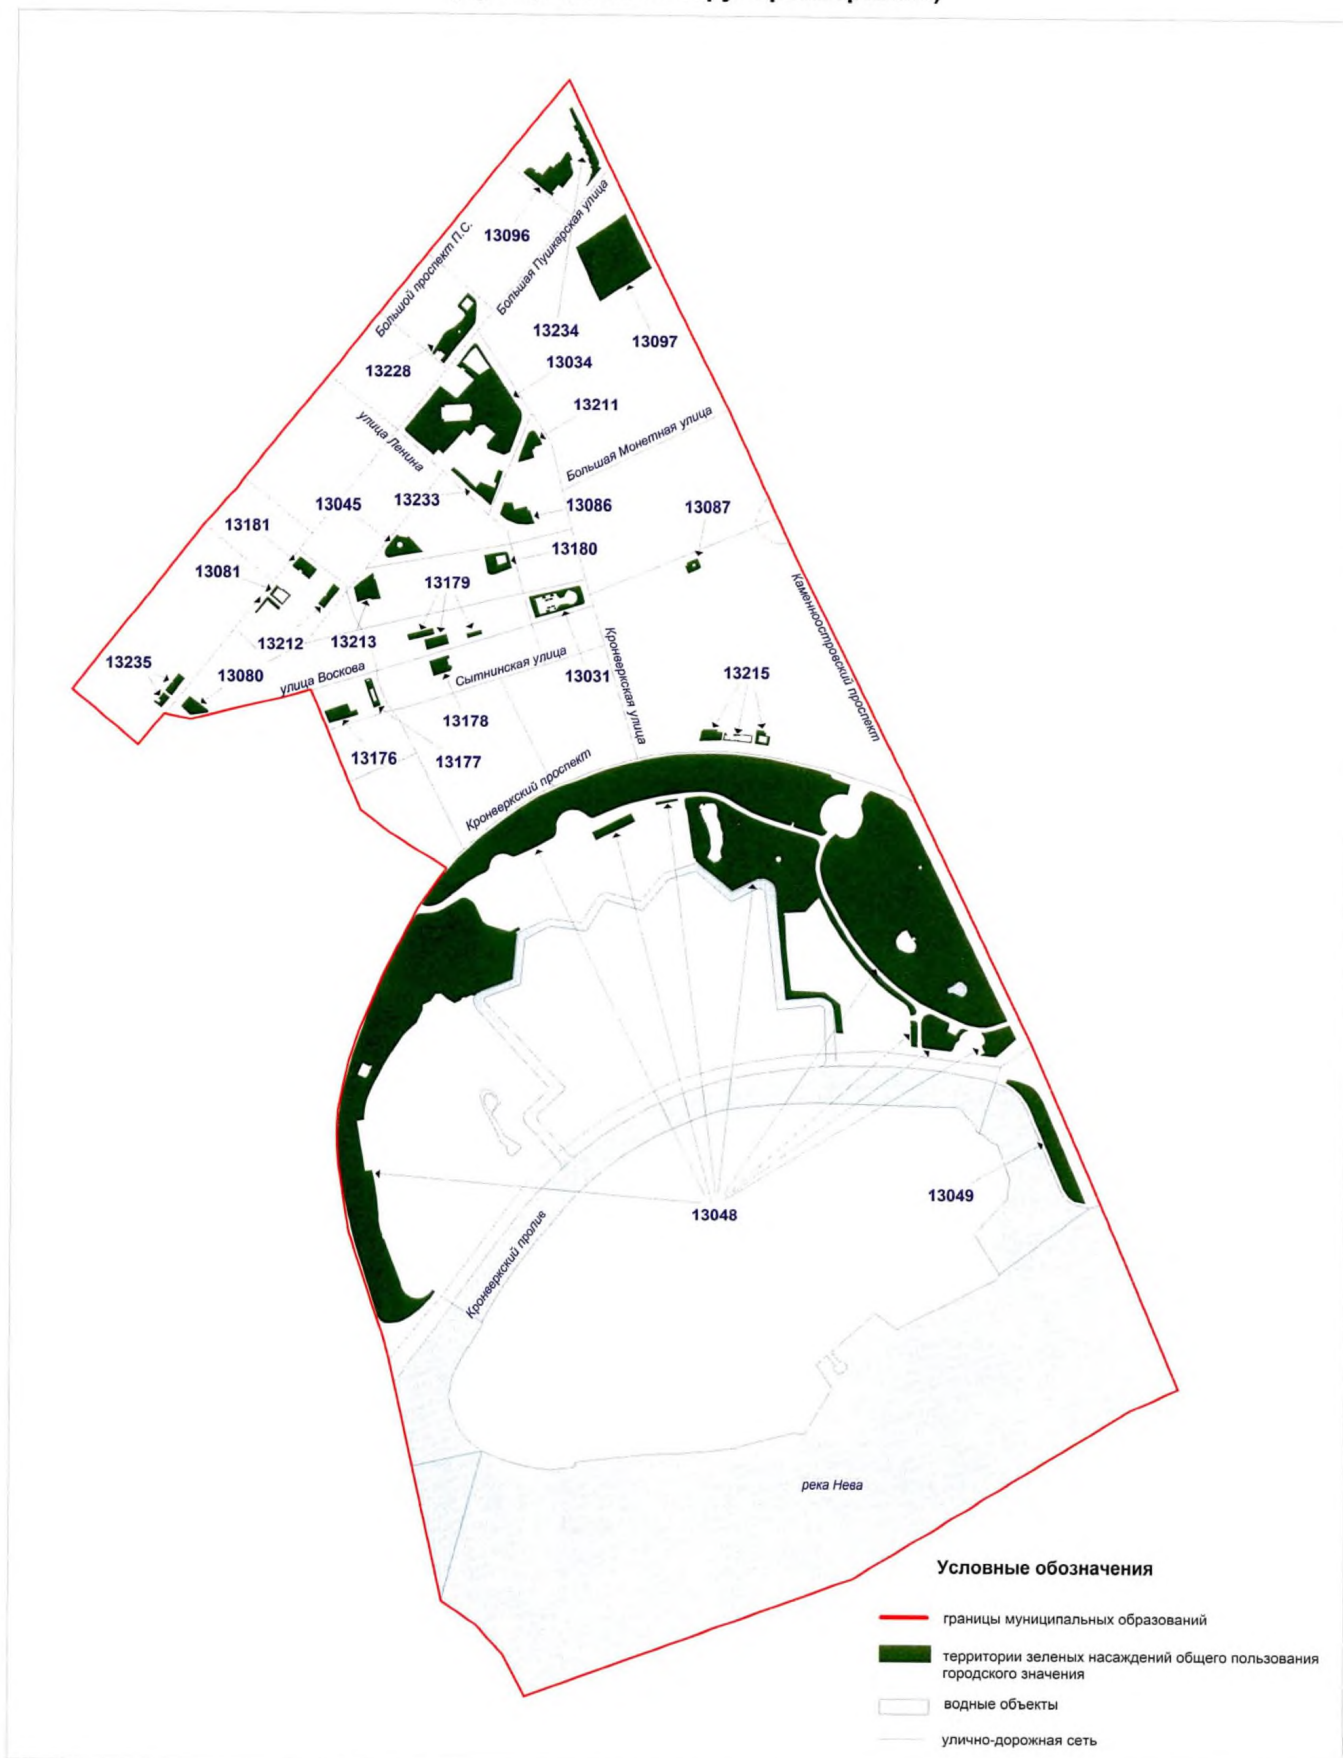 13096
Большой проспект П.С.
Большая Пушкарская улица
13234
13097
13228
13034
13211
улица Ленина
Большая Монетная улица
13045
13233
13086
13087
13181
13180
13081
13179
Каменноостровский проспект
13212
13213
13235
13080
улица Воскова
Сытнинская улица
13031
Кронверкская улица
13215
13178
13176
13177
Кронверкский проспект
13048
13049
Кронверкский пролив
река Нева
Условные обозначения
границы муниципальных образований
территории зеленых насаждений общего пользования
городского значения
водные объекты
улично-дорожная сеть